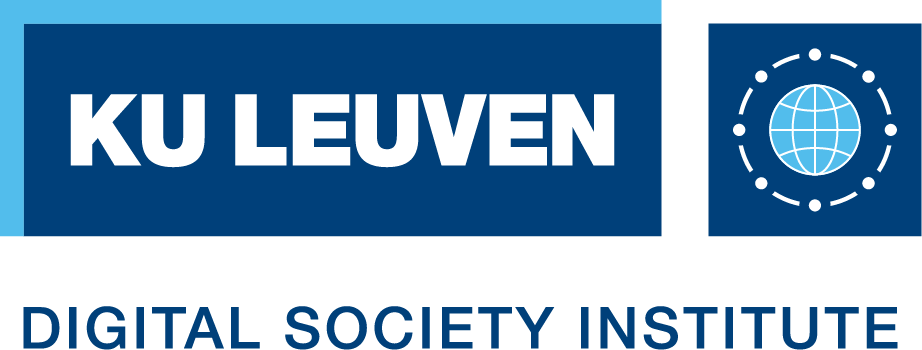 KU LEUVEN
DIGITAL SOCIETY INSTITUTE